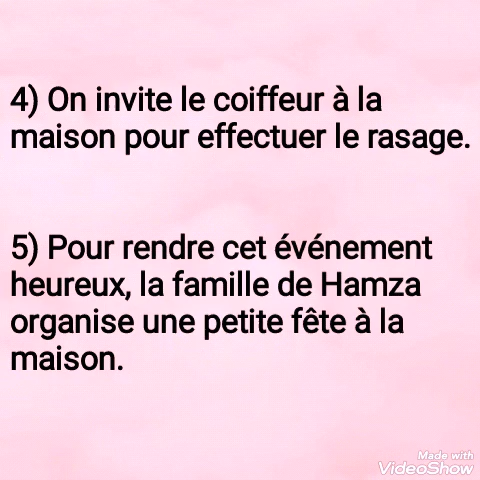 4) On invite le coiffeur à la
maison pour effectuer le rasage.
5) Pour rendre cet événement
heureux, la famille de Hamza
organise une petite fête à la
maison.
Made with
VideoShow